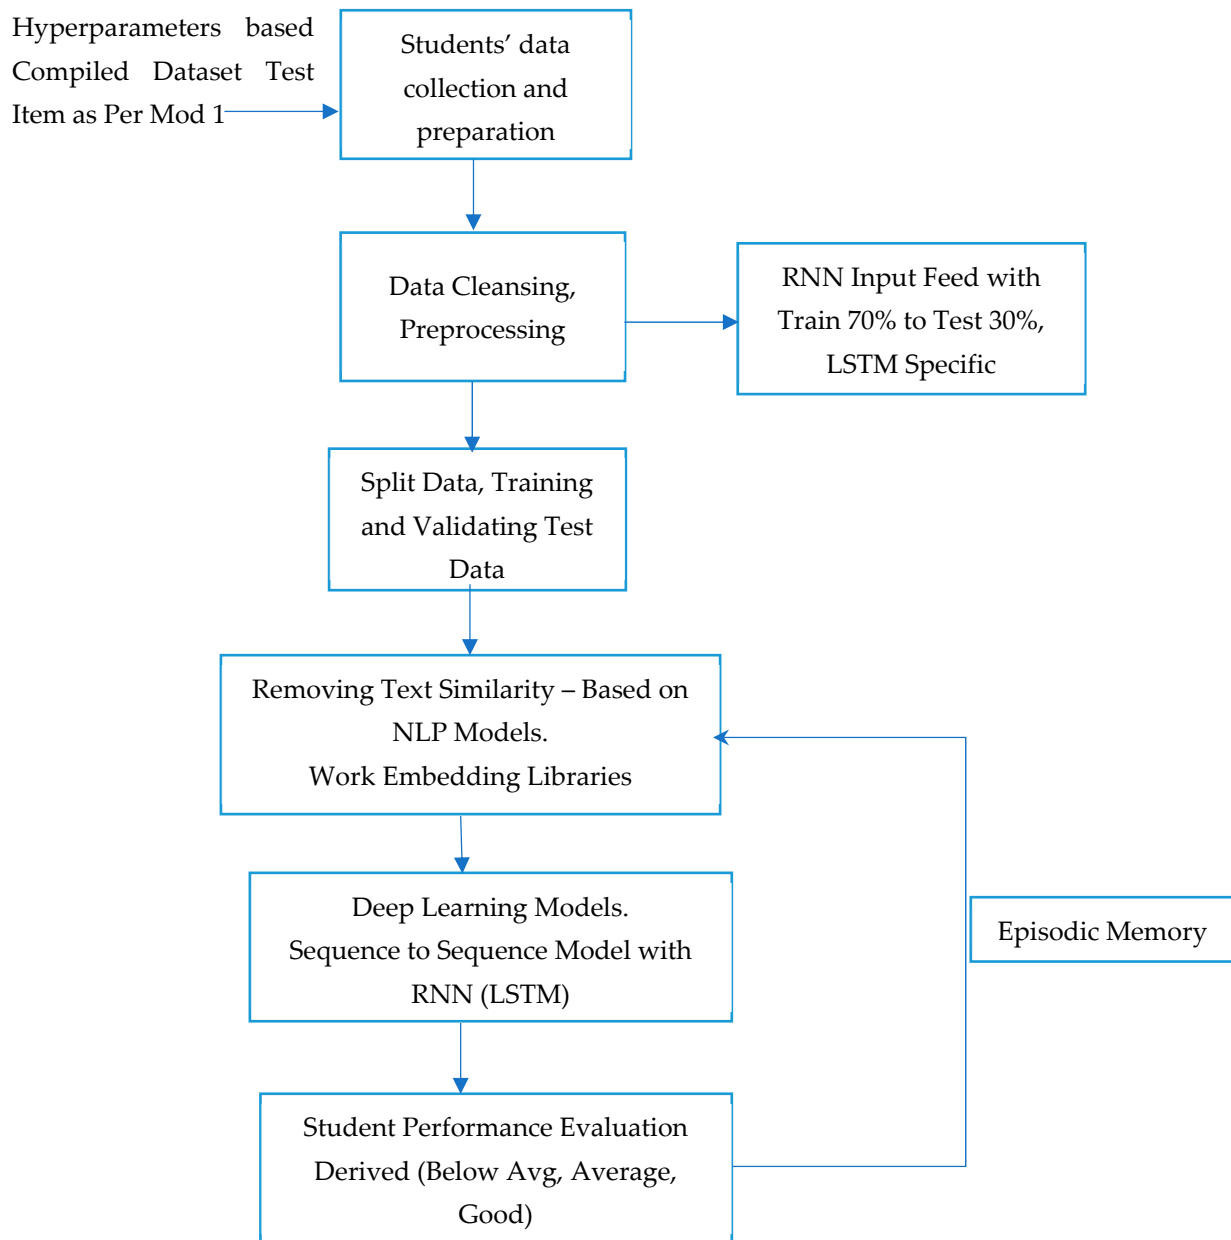 Hyperparameters based
Compiled Dataset Test
Item as Per Mod 1
Students’ data
collection and
preparation
Data Cleansing,
Preprocessing
RNN Input Feed with
Train 70% to Test 30%,
LSTM Specific
Split Data, Training
and Validating Test
Data
Removing Text Similarity – Based on
NLP Models.
Work Embedding Libraries
Deep Learning Models.
Sequence to Sequence Model with
RNN (LSTM)
Episodic Memory
Student Performance Evaluation
Derived (Below Avg, Average,
Good)